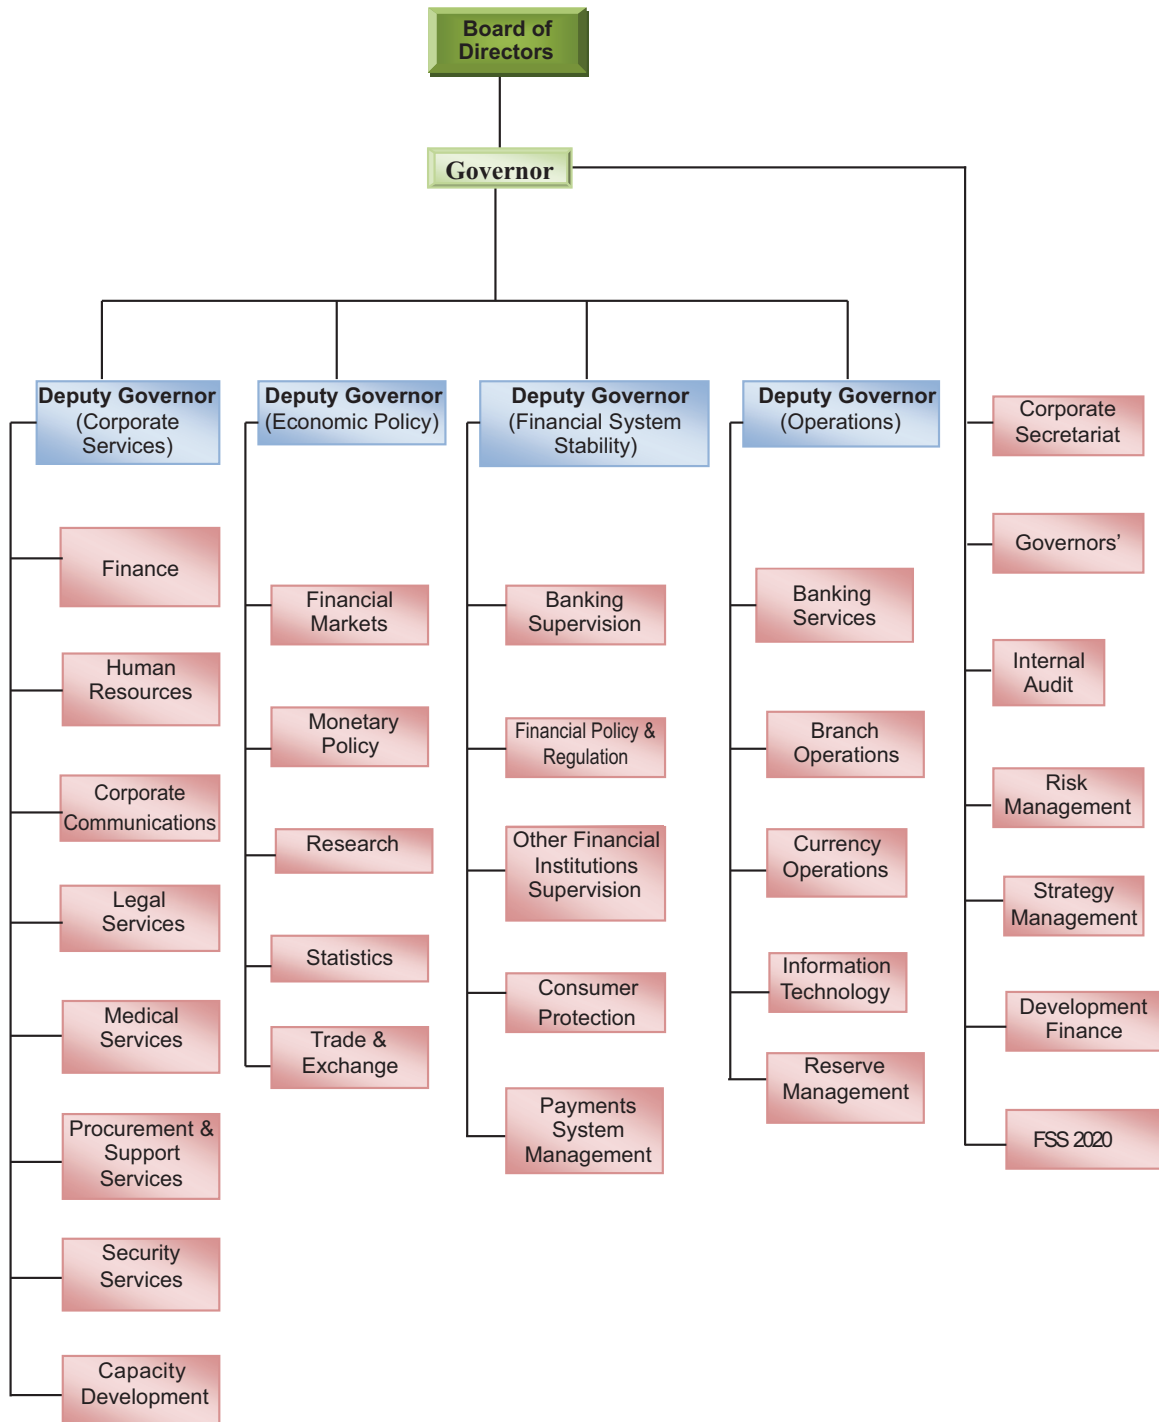 Board of
Directors
Governor
Deputy Governor
(Corporate
Services)
Finance
Human
Resources
Corporate
Communications
Legal
Services
Medical
Services
Procurement &
Support
Services
Security
Services
Capacity
Development
Deputy Governor
(Economic Policy)
Financial
Markets
Monetary
Policy
Research
Statistics
Trade &
Exchange
Deputy Governor
(Financial System
Stability)
Banking
Supervision
Financial Policy &
Regulation
Other Financial
Institutions
Supervision
Consumer
Protection
Payments
System
Management
Deputy Governor
(Operations)
Banking
Services
Branch
Operations
Currency
Operations
Information
Technology
Reserve
Management
Corporate
Secretariat
Governors’
Internal
Audit
Risk
Management
Strategy
Management
Development
Finance
FSS 2020